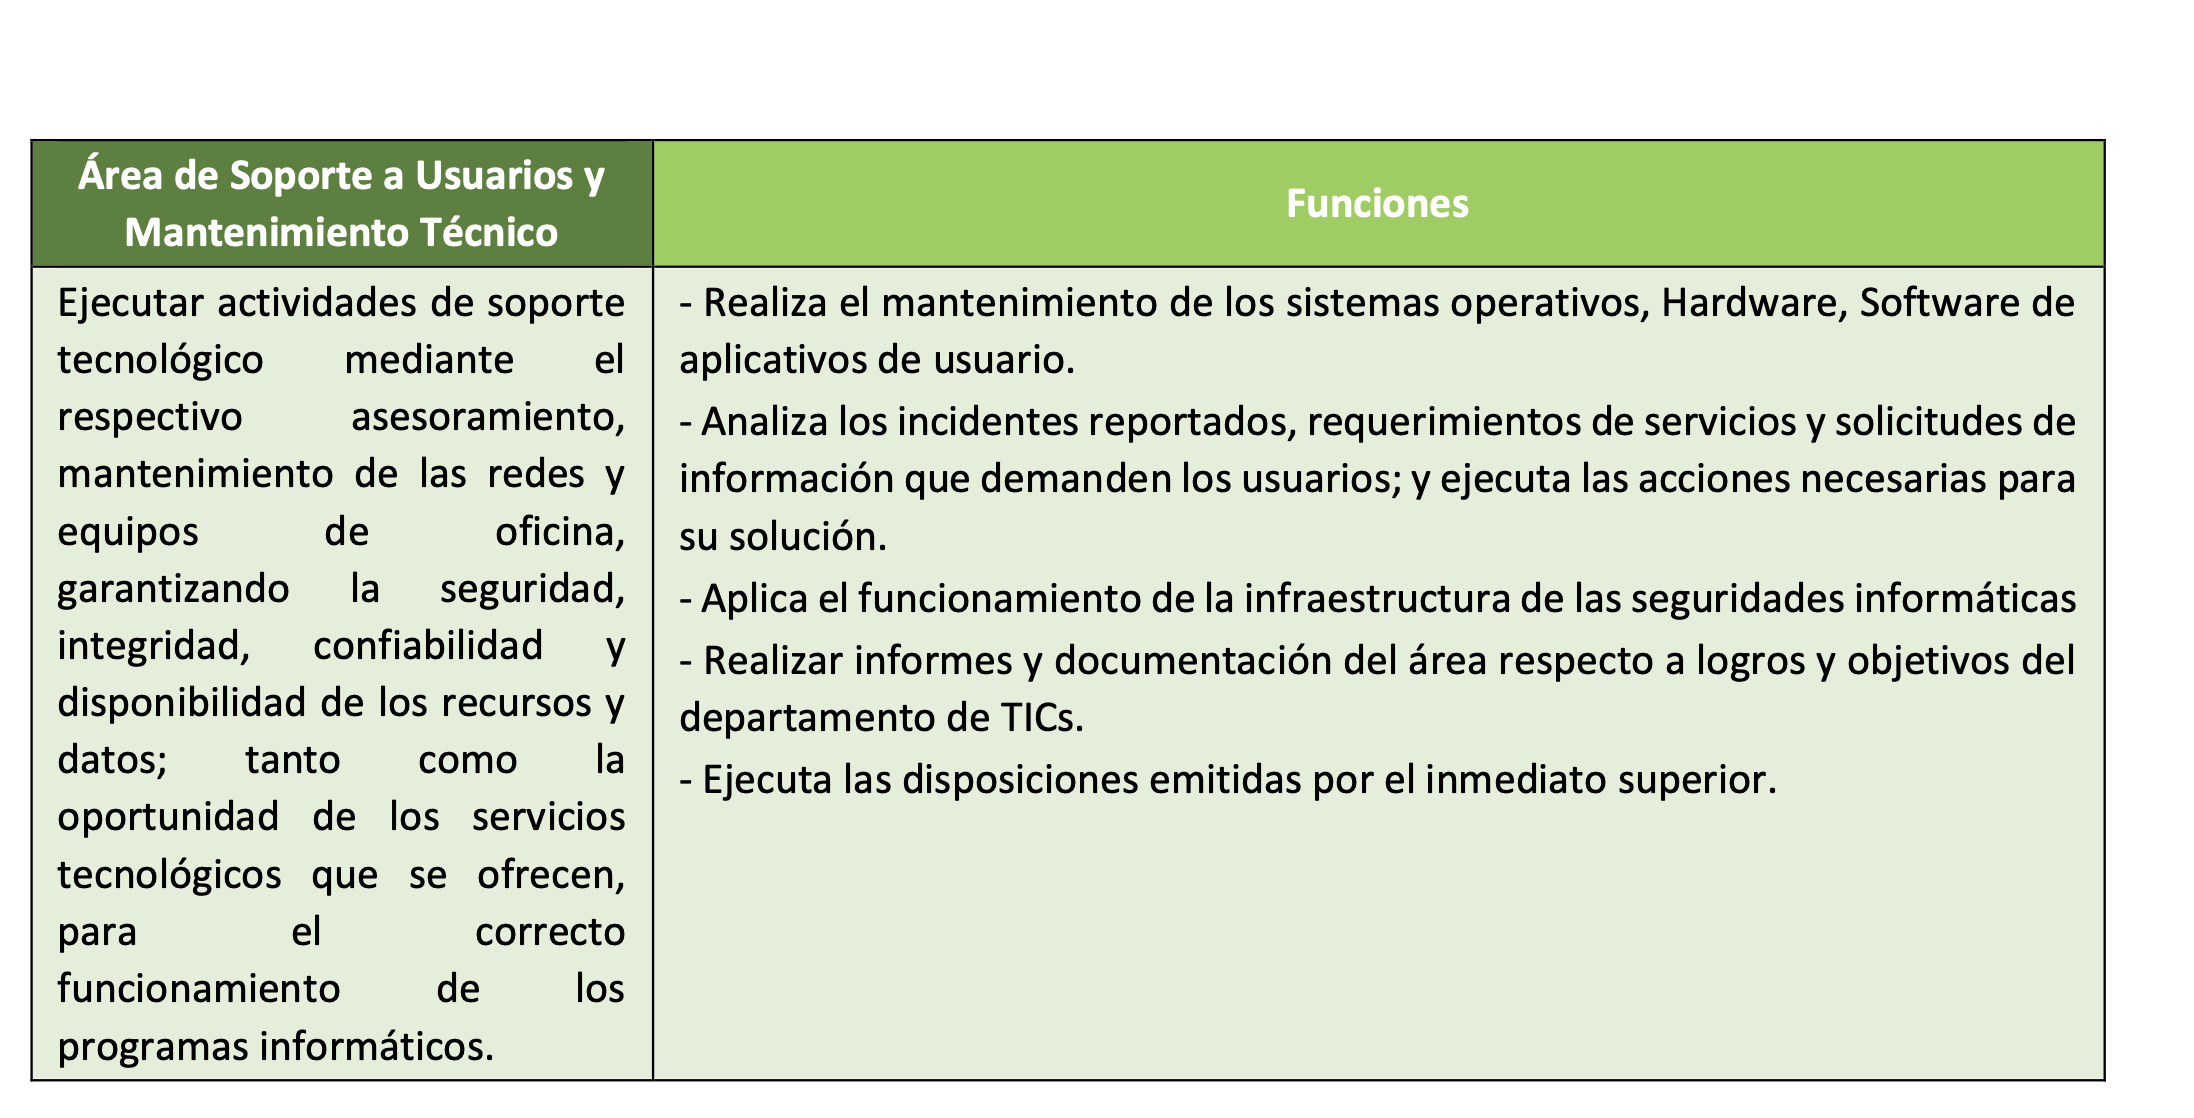 Área de Soporte a Usuarios y
Mantenimiento Técnico
Funciones
Ejecutar actividades de soporte
tecnológico mediante el
respectivo asesoramiento,
mantenimiento de las redes y
equipos de oficina,
garantizando la seguridad,
integridad, confiabilidad y
disponibilidad de los recursos y
datos; tanto como la
oportunidad de los servicios
tecnológicos que se ofrecen,
para el correcto
funcionamiento de los
programas informáticos.
- Realiza el mantenimiento de los sistemas operativos, Hardware, Software de
aplicativos de usuario.
- Analiza los incidentes reportados, requerimientos de servicios y solicitudes de
información que demanden los usuarios; y ejecuta las acciones necesarias para
su solución.
- Aplica el funcionamiento de la infraestructura de las seguridades informáticas
- Realizar informes y documentación del área respecto a logros y objetivos del
departamento de TICs.
- Ejecuta las disposiciones emitidas por el inmediato superior.